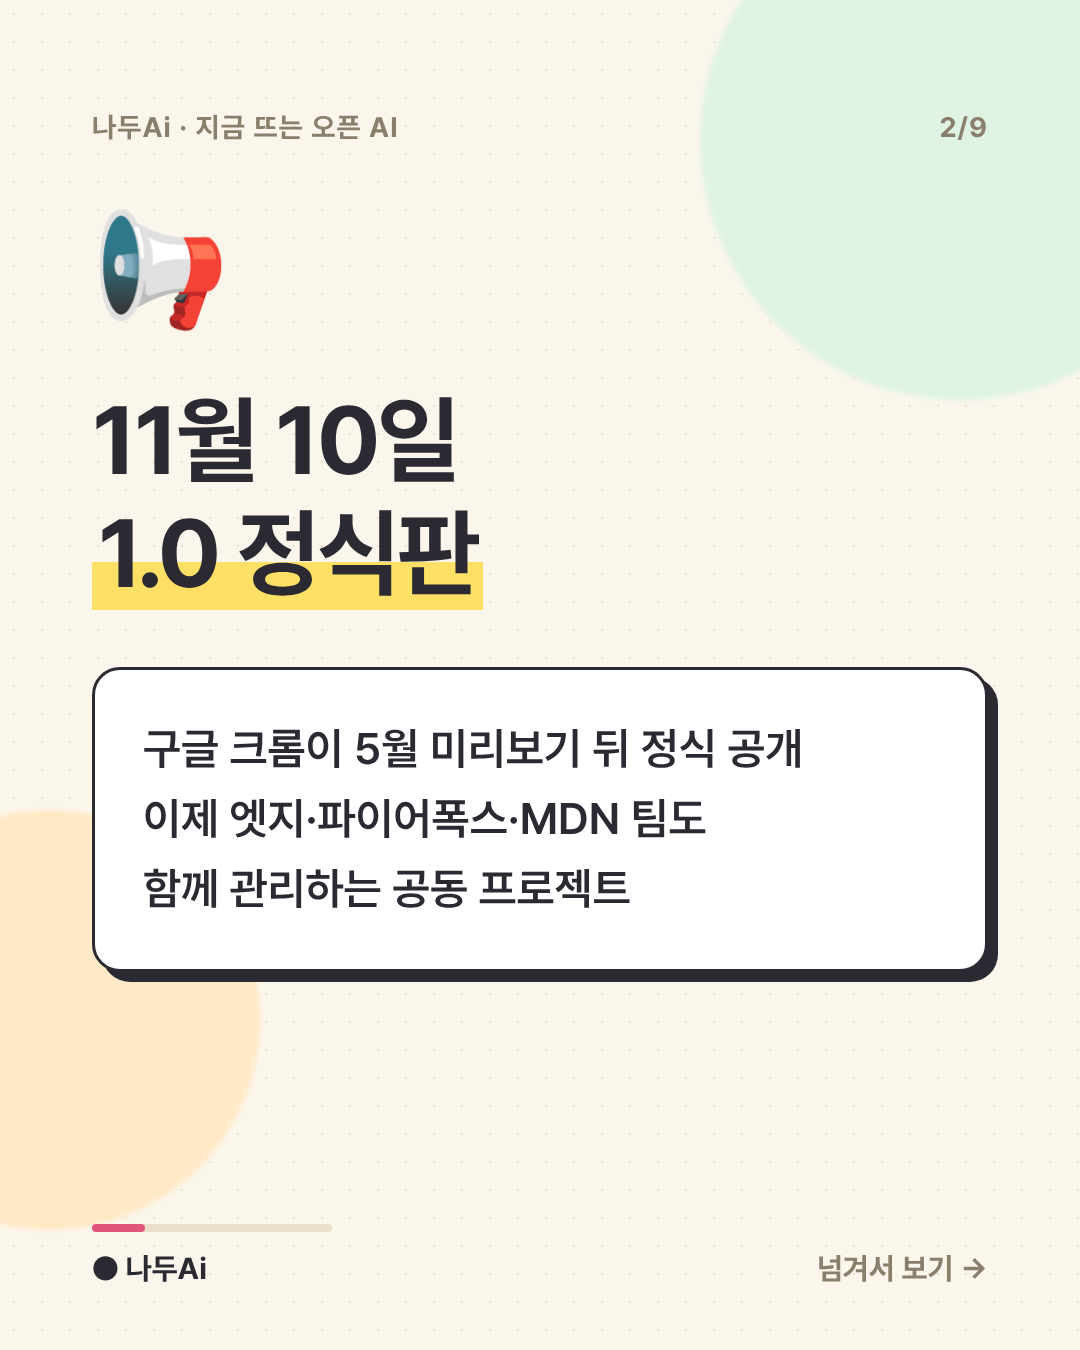 나두Ai · 지금 뜨는 오픈 AI
2/9
11월 10일
1.0 정식판
구글 크롬이 5월 미리보기 뒤 정식 공개
이제 엣지·파이어폭스·MDN 팀도
함께 관리하는 공동 프로젝트
나두Ai
넘겨서 보기 →